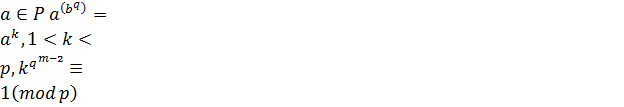 a ∈ P a^{(b^q)} =
a^k, 1 < k <
p, k^{q^{m-2}} ≡
1(mod p)